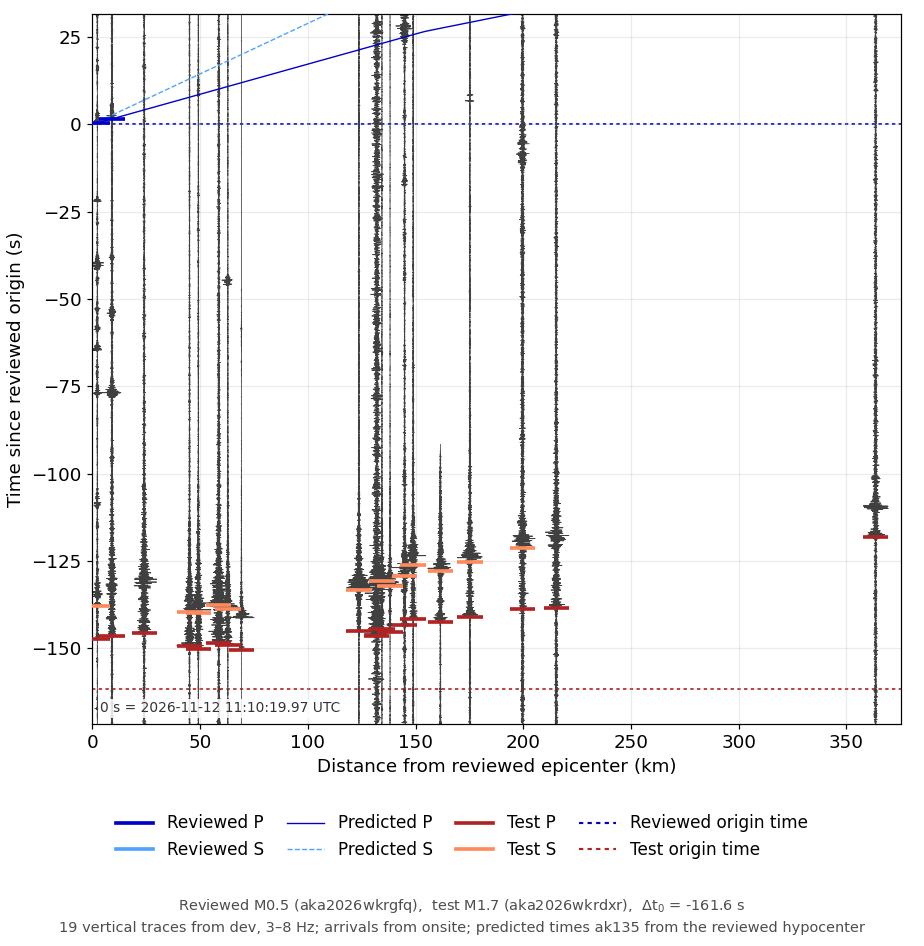 Time since reviewed origin (s)
25
0
−25
−50
−75
−100
−125
−150
0 s = 2026-11-12 11:10:19.97 UTC
0 50 100 150 200 250 300 350
Distance from reviewed epicenter (km)
Reviewed P Predicted P Test P Reviewed origin time
Reviewed S Predicted S Test S Test origin time
Reviewed M0.5 (aka2026wkrgfq), test M1.7 (aka2026wkrdxr), Δt0 = -161.6 s
19 vertical traces from dev, 3–8 Hz; arrivals from onsite; predicted times ak135 from the reviewed hypocenter